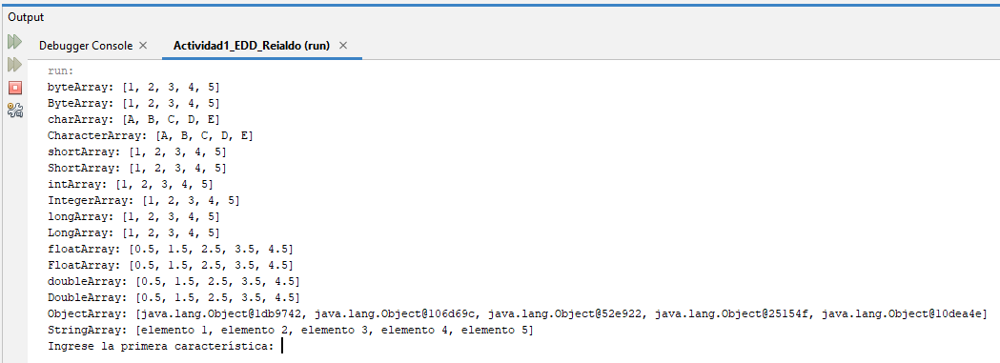 Output
Debugger Console × Actividad1_EDD_Reialdo (run) ×
run:
byteArray: [1, 2, 3, 4, 5]
ByteArray: [1, 2, 3, 4, 5]
charArray: [A, B, C, D, E]
CharacterArray: [A, B, C, D, E]
shortArray: [1, 2, 3, 4, 5]
ShortArray: [1, 2, 3, 4, 5]
intArray: [1, 2, 3, 4, 5]
IntegerArray: [1, 2, 3, 4, 5]
longArray: [1, 2, 3, 4, 5]
LongArray: [1, 2, 3, 4, 5]
floatArray: [0.5, 1.5, 2.5, 3.5, 4.5]
FloatArray: [0.5, 1.5, 2.5, 3.5, 4.5]
doubleArray: [0.5, 1.5, 2.5, 3.5, 4.5]
DoubleArray: [0.5, 1.5, 2.5, 3.5, 4.5]
ObjectArray: [java.lang.Object@1db9742, java.lang.Object@106d69c, java.lang.Object@52e922, java.lang.Object@25154f, java.lang.Object@10dea4e]
StringArray: [elemento 1, elemento 2, elemento 3, elemento 4, elemento 5]
Ingrese la primera característica: